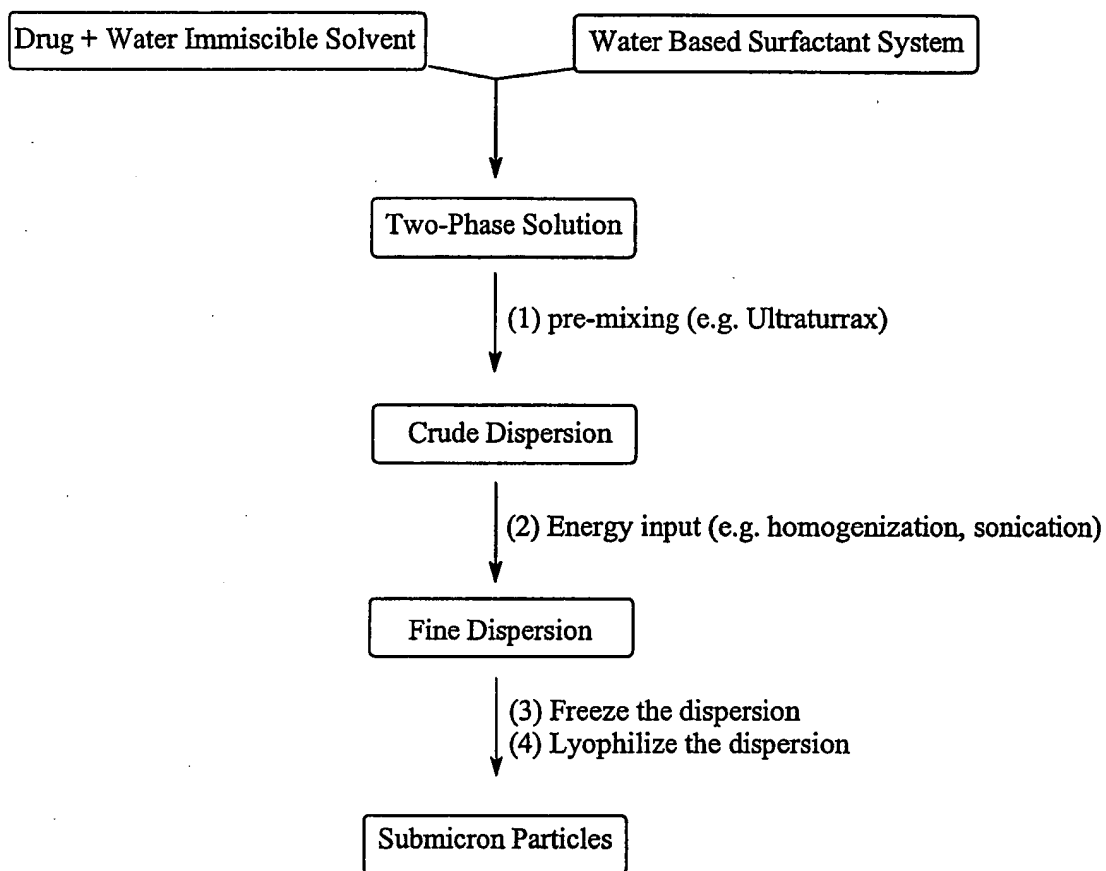 Drug + Water Immiscible Solvent
Water Based Surfactant System
Two-Phase Solution
(1) pre-mixing (e.g. Ultraturrax)
Crude Dispersion
(2) Energy input (e.g. homogenization, sonication)
Fine Dispersion
(3) Freeze the dispersion
(4) Lyophilize the dispersion
Submicron Particles